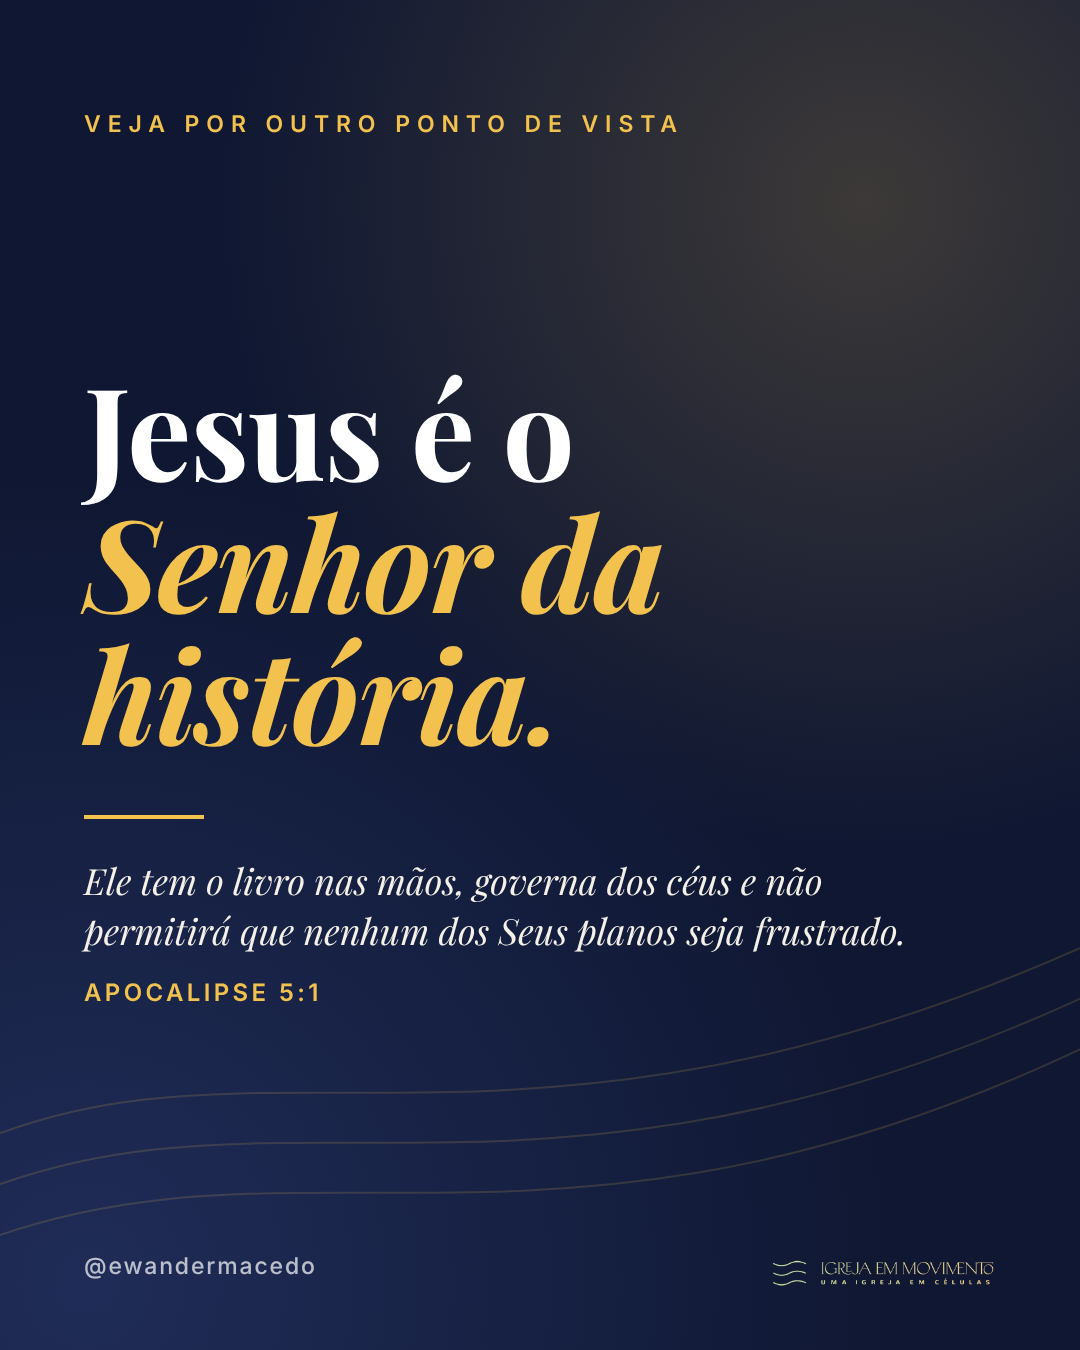 VEJA POR OUTRO PONTO DE VISTA
Jesus é o
Senhor da
história.
Ele tem o livro nas mãos, governa dos céus e não
permitirá que nenhum dos Seus planos seja frustrado.
APOCALIPSE 5:1
@ewandermacedo
IGREJA EM MOVIMENTO
UMA IGREJA EM CÉLULAS